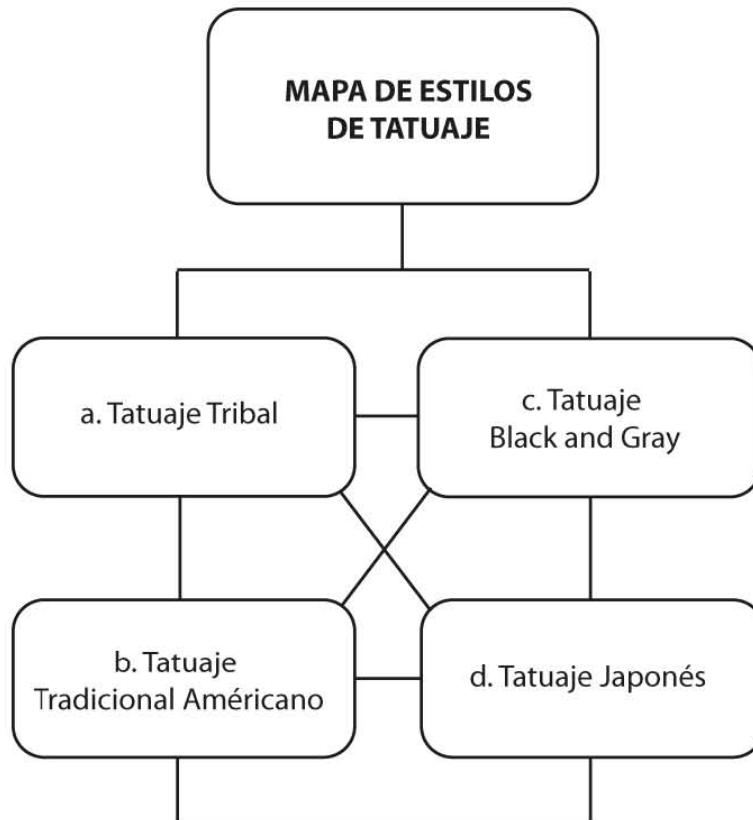 MAPA DE ESTILOS
DE TATUAJE
a. Tatuaje Tribal
c. Tatuaje
Black and Gray
b. Tatuaje
Tradicional Américano
d. Tatuaje Japonés